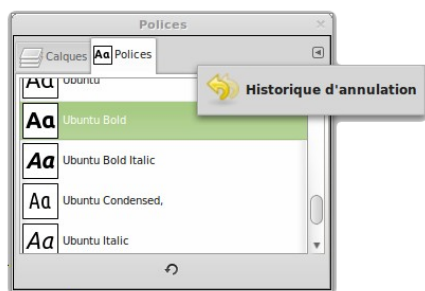 Polices
Calques Aa Polices
Historique d'annulation
Aa Ubuntu
Aa Ubuntu Bold
Aa Ubuntu Bold Italic
Aa Ubuntu Condensed,
Aa Ubuntu Italic